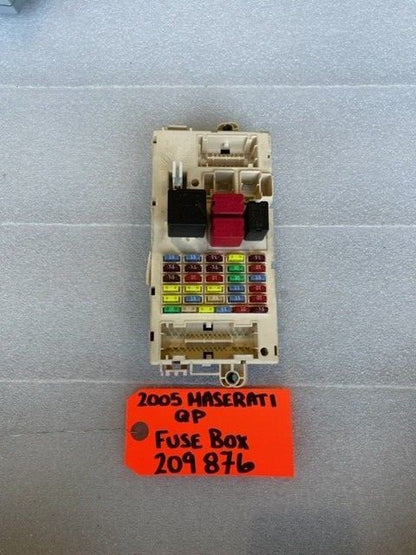 2005 MASERATI
QP
FUSE BOX
209876